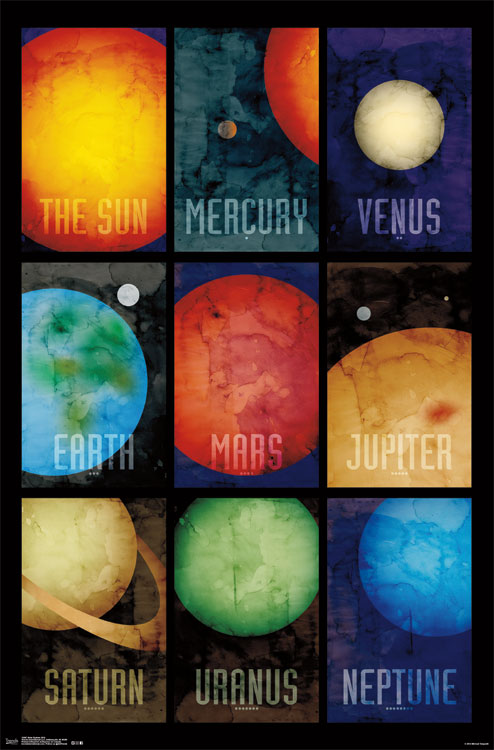 THE SUN
MERCURY
VENUS
EARTH
MARS
JUPITER
SATURN
URANUS
NEPTUNE